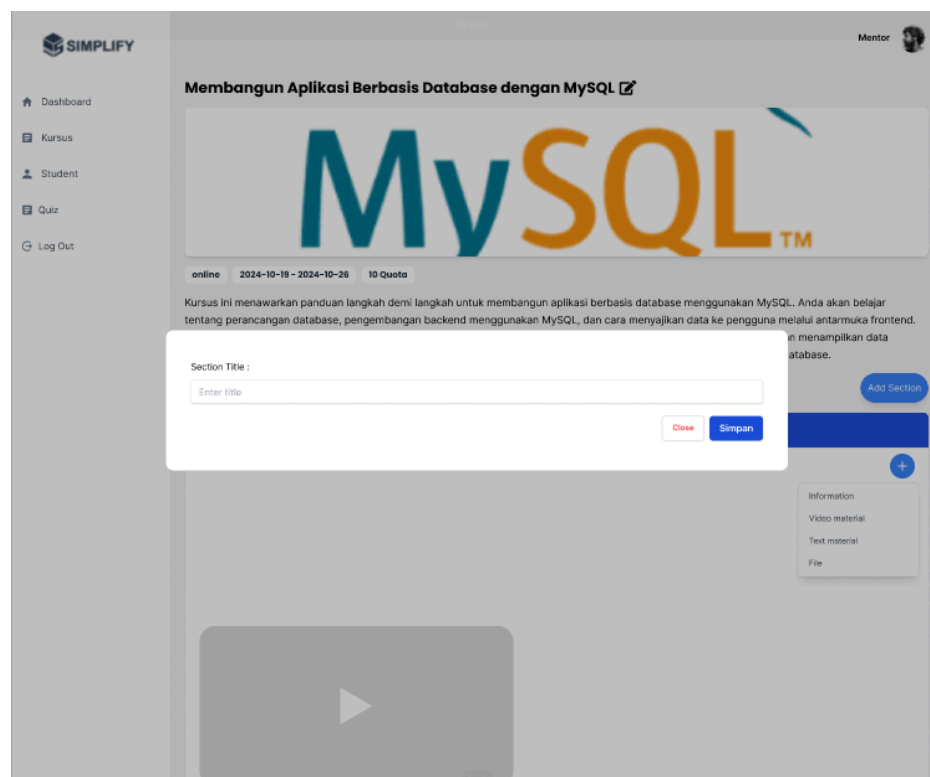 SIMPLIFY
Mentor
Dashboard
Kursus
Student
Quiz
Log Out
Membangun Aplikasi Berbasis Database dengan MySQL
MySQL TM
online 2024-10-19 - 2024-10-26 10 Quota
Kursus ini menawarkan panduan langkah demi langkah untuk membangun aplikasi berbasis database menggunakan MySQL. Anda akan belajar
tentang perancangan database, pengembangan backend menggunakan MySQL, dan cara menyajikan data ke pengguna melalui antarmuka frontend.
menampilkan data
Section Title :
Enter title
Close Simpan
Add Section
Information
Video material
Text material
File